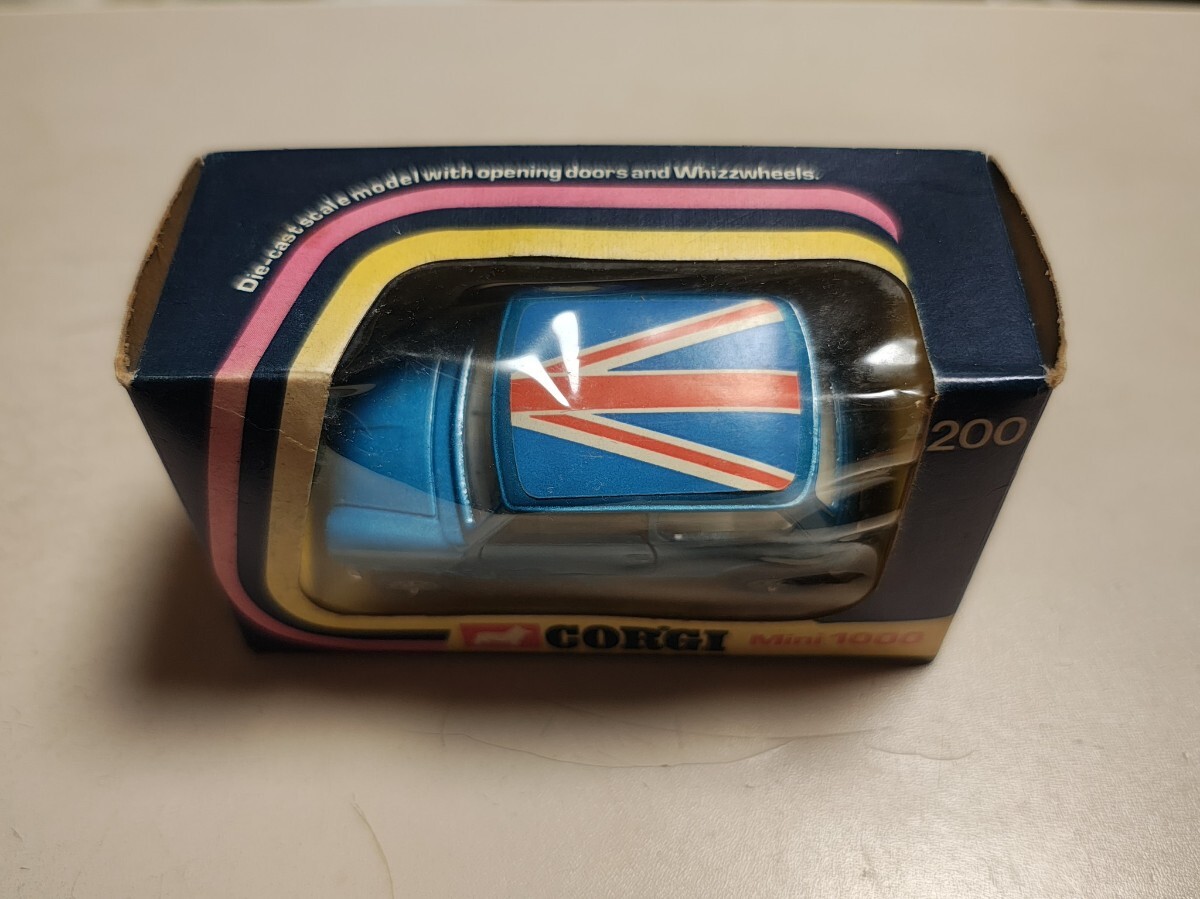 Die-cast scale model with opening doors and Whizzwheels.
200
CORGI Mini 1000